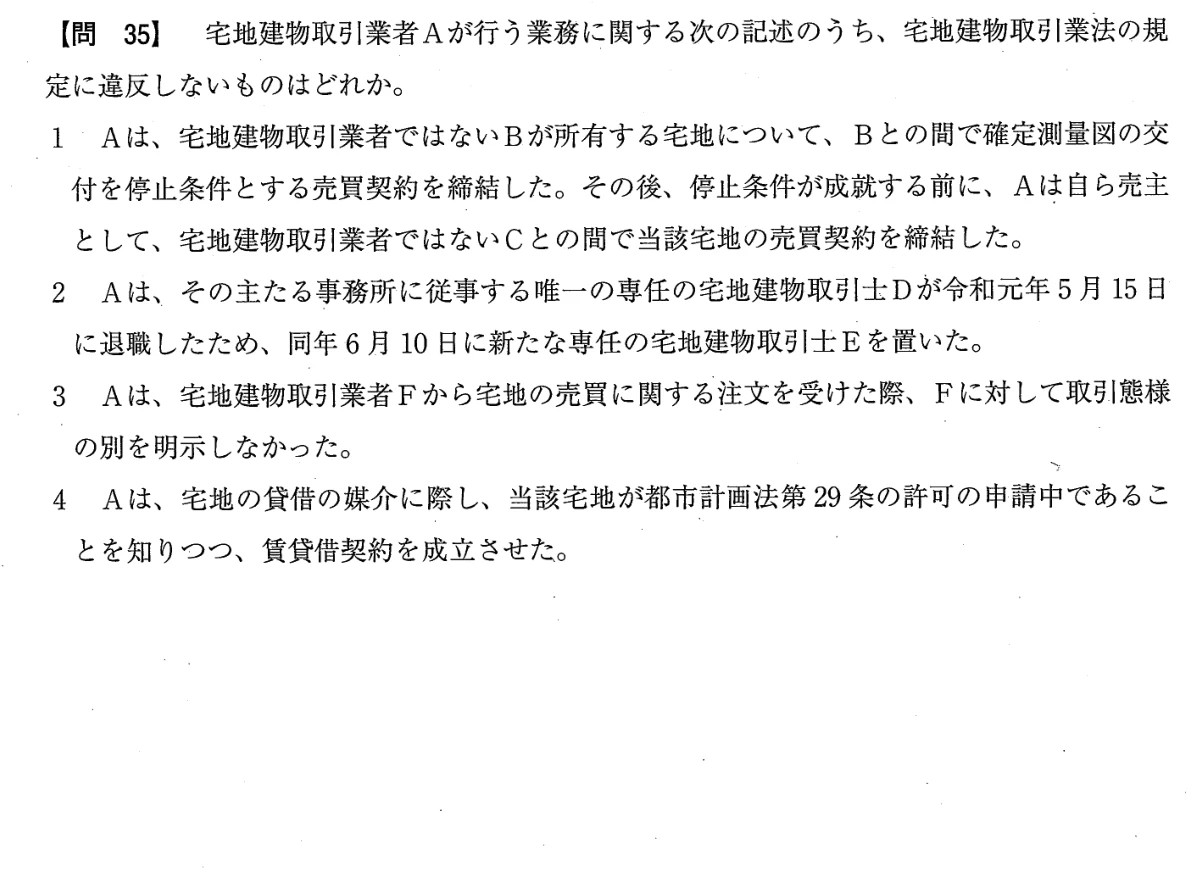 【問 35】 宅地建物取引業者Aが行う業務に関する次の記述のうち、宅地建物取引業法の規
定に違反しないものはどれか。
1 Aは、宅地建物取引業者ではないBが所有する宅地について、Bとの間で確定測量図の交
付を停止条件とする売買契約を締結した。その後、停止条件が成就する前に、Aは自ら売主
として、宅地建物取引業者ではないCとの間で当該宅地の売買契約を締結した。
2 Aは、その主たる事務所に従事する唯一の専任の宅地建物取引士Dが令和元年5月15日
に退職したため、同年6月10日に新たな専任の宅地建物取引士Eを置いた。
3 Aは、宅地建物取引業者Fから宅地の売買に関する注文を受けた際、Fに対して取引態様
の別を明示しなかった。
4 Aは、宅地の貸借の媒介に際し、当該宅地が都市計画法第29条の許可の申請中であるこ
とを知りつつ、賃貸借契約を成立させた。